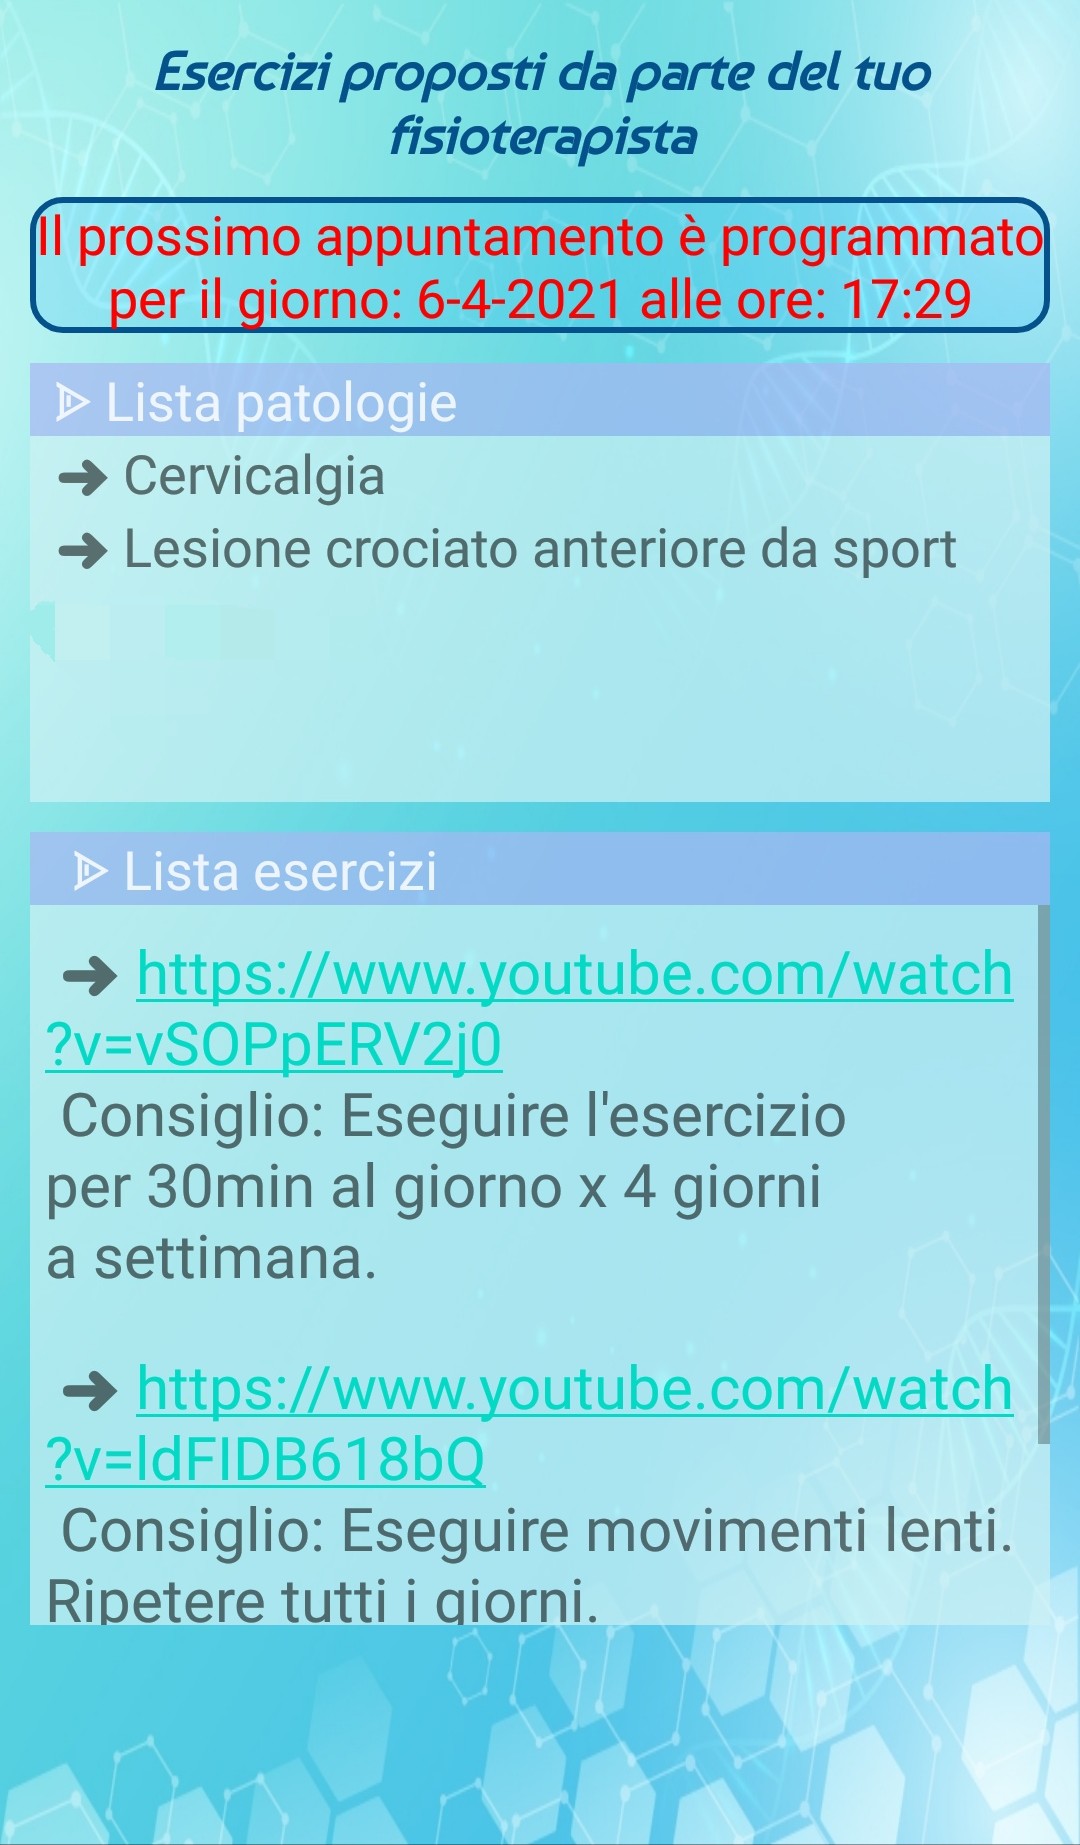 Esercizi proposti da parte del tuo
fisioterapista
Il prossimo appuntamento è programmato
per il giorno: 6-4-2021 alle ore: 17:29
Lista patologie
➜ Cervicalgia
➜ Lesione crociato anteriore da sport
Lista esercizi
➜ https://www.youtube.com/watch
?v=vSOPpERV2j0
Consiglio: Eseguire l'esercizio
per 30min al giorno x 4 giorni
a settimana.
➜ https://www.youtube.com/watch
?v=ldFIDB618bQ
Consiglio: Eseguire movimenti lenti.
Ripetere tutti i giorni.